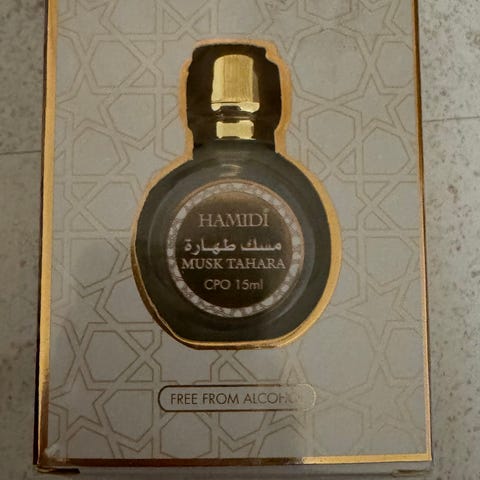 HAMIDI
مسك طهارة
MUSK TAHARA
CPO 15ml
FREE FROM ALCOHOL